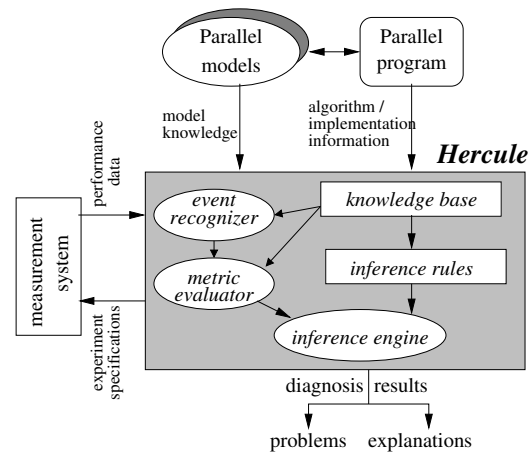 Parallel
models
Parallel
program
model
knowledge
algorithm /
implementation
information
Hercule
performance
data
event
recognizer
knowledge base
measurement
system
metric
evaluator
inference rules
experiment
specifications
inference engine
diagnosis results
problems
explanations